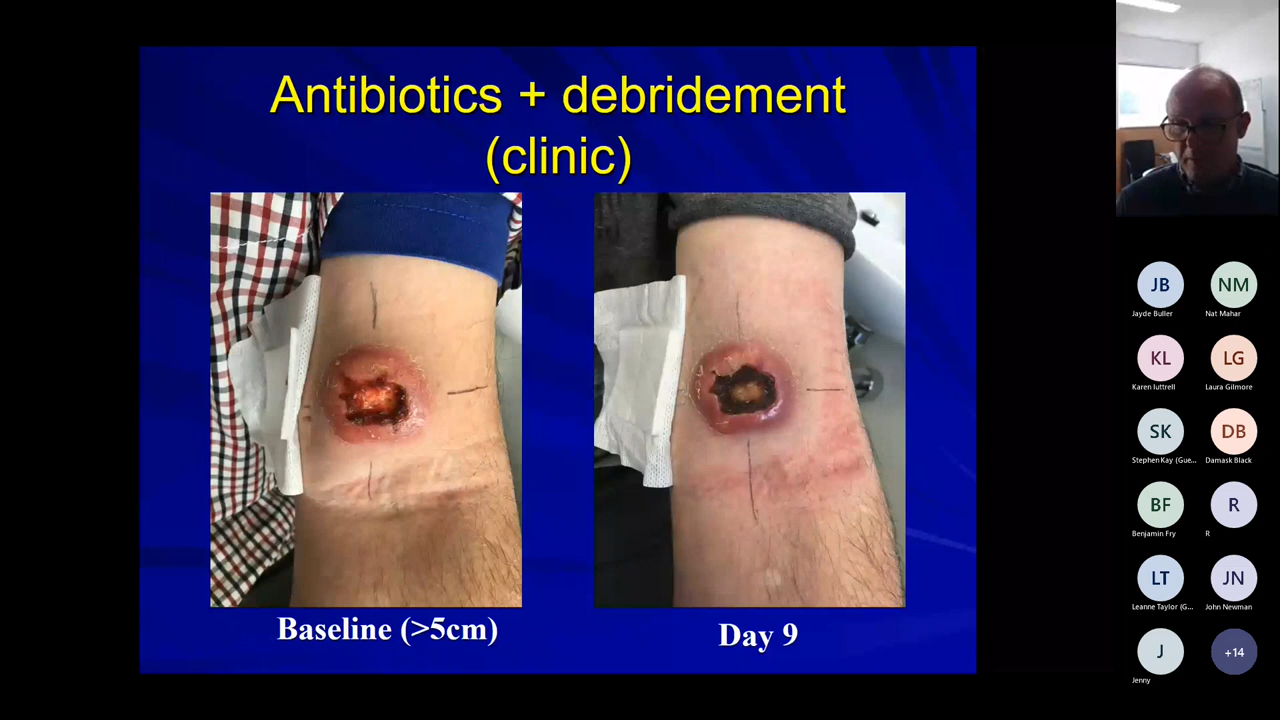 Antibiotics + debridement
(clinic)
Baseline (>5cm)
Day 9
JB
Jayde Buller
NM
Nat Mahar
KL
Karen luttrell
LG
Laura Gilmore
SK
Stephen Kay (Gue...
DB
Damask Black
BF
Benjamin Fry
R
R
LT
Leanne Taylor (G...
JN
John Newman
J
Jenny
+14